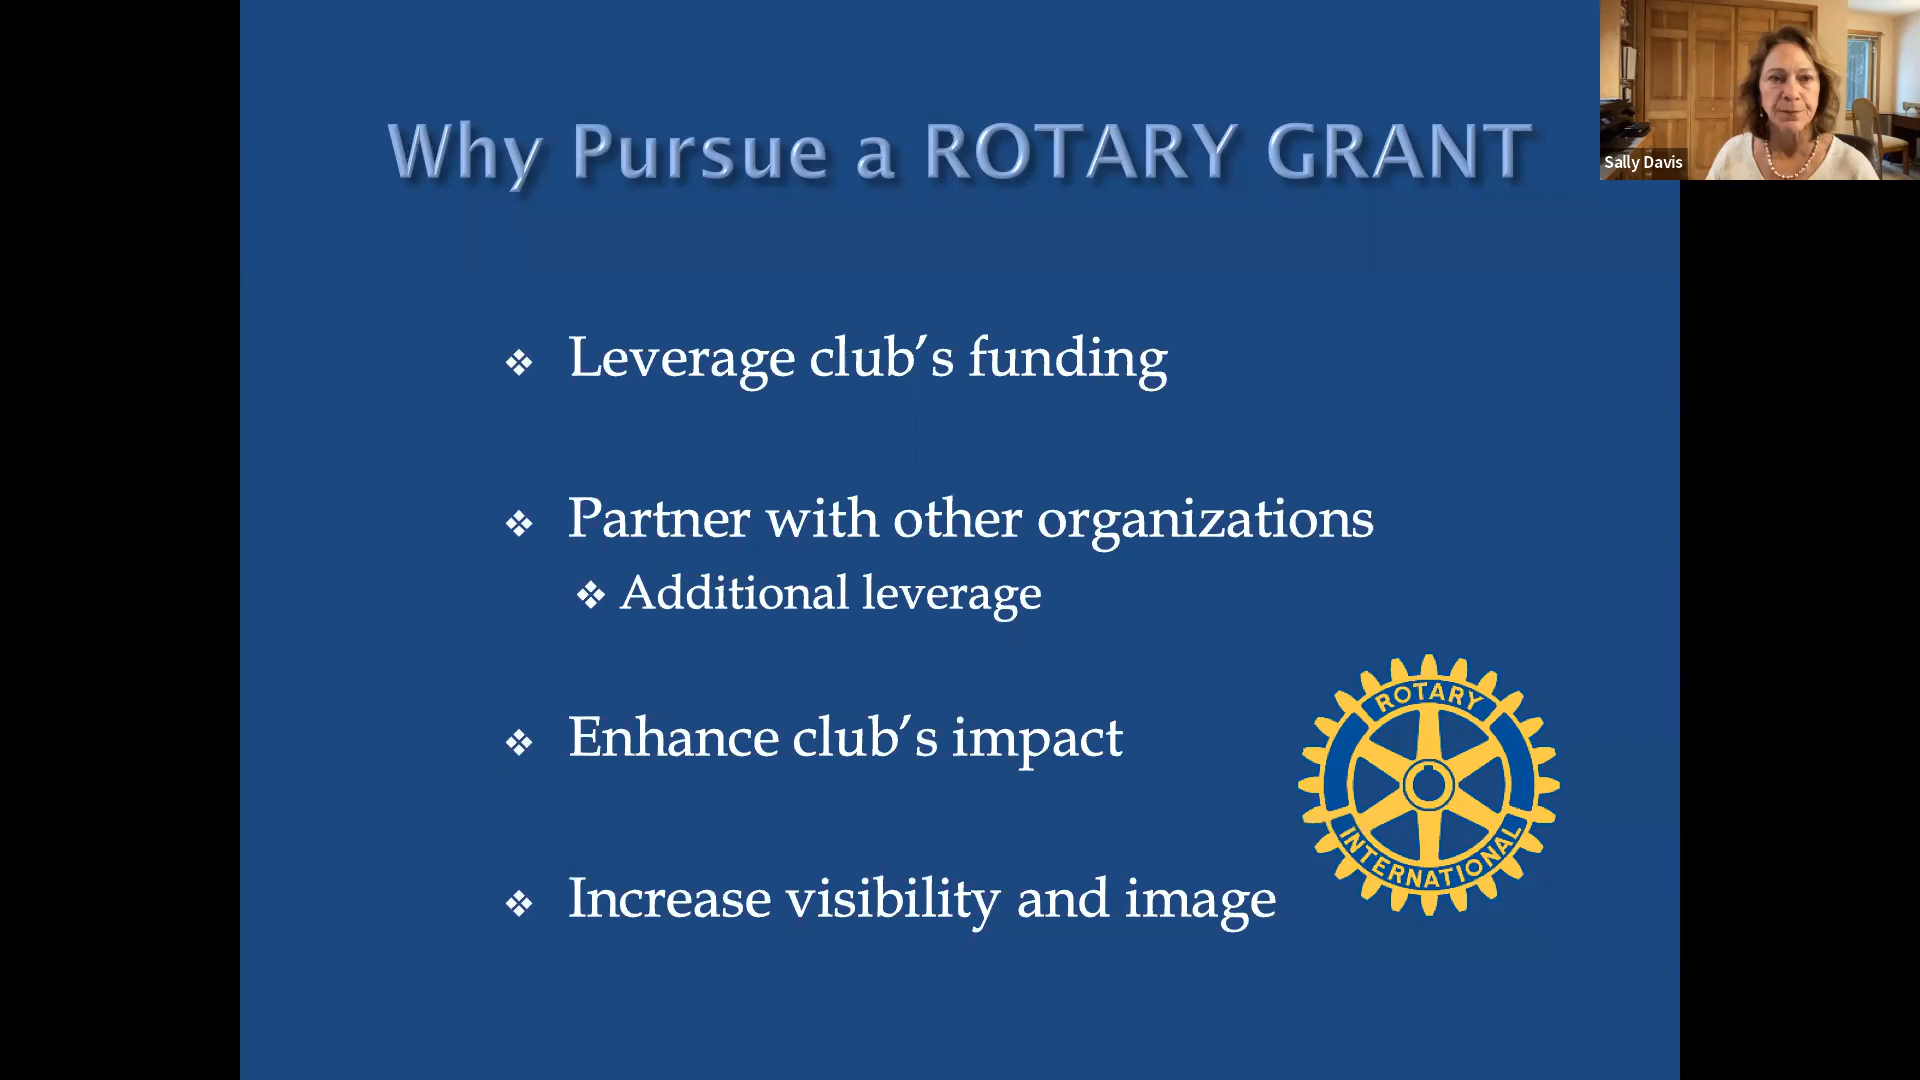 Why Pursue a ROTARY GRANT
Sally Davis
❖ Leverage club’s funding
❖ Partner with other organizations
❖ Additional leverage
❖ Enhance club’s impact
❖ Increase visibility and image
ROTARY
INTERNATIONAL